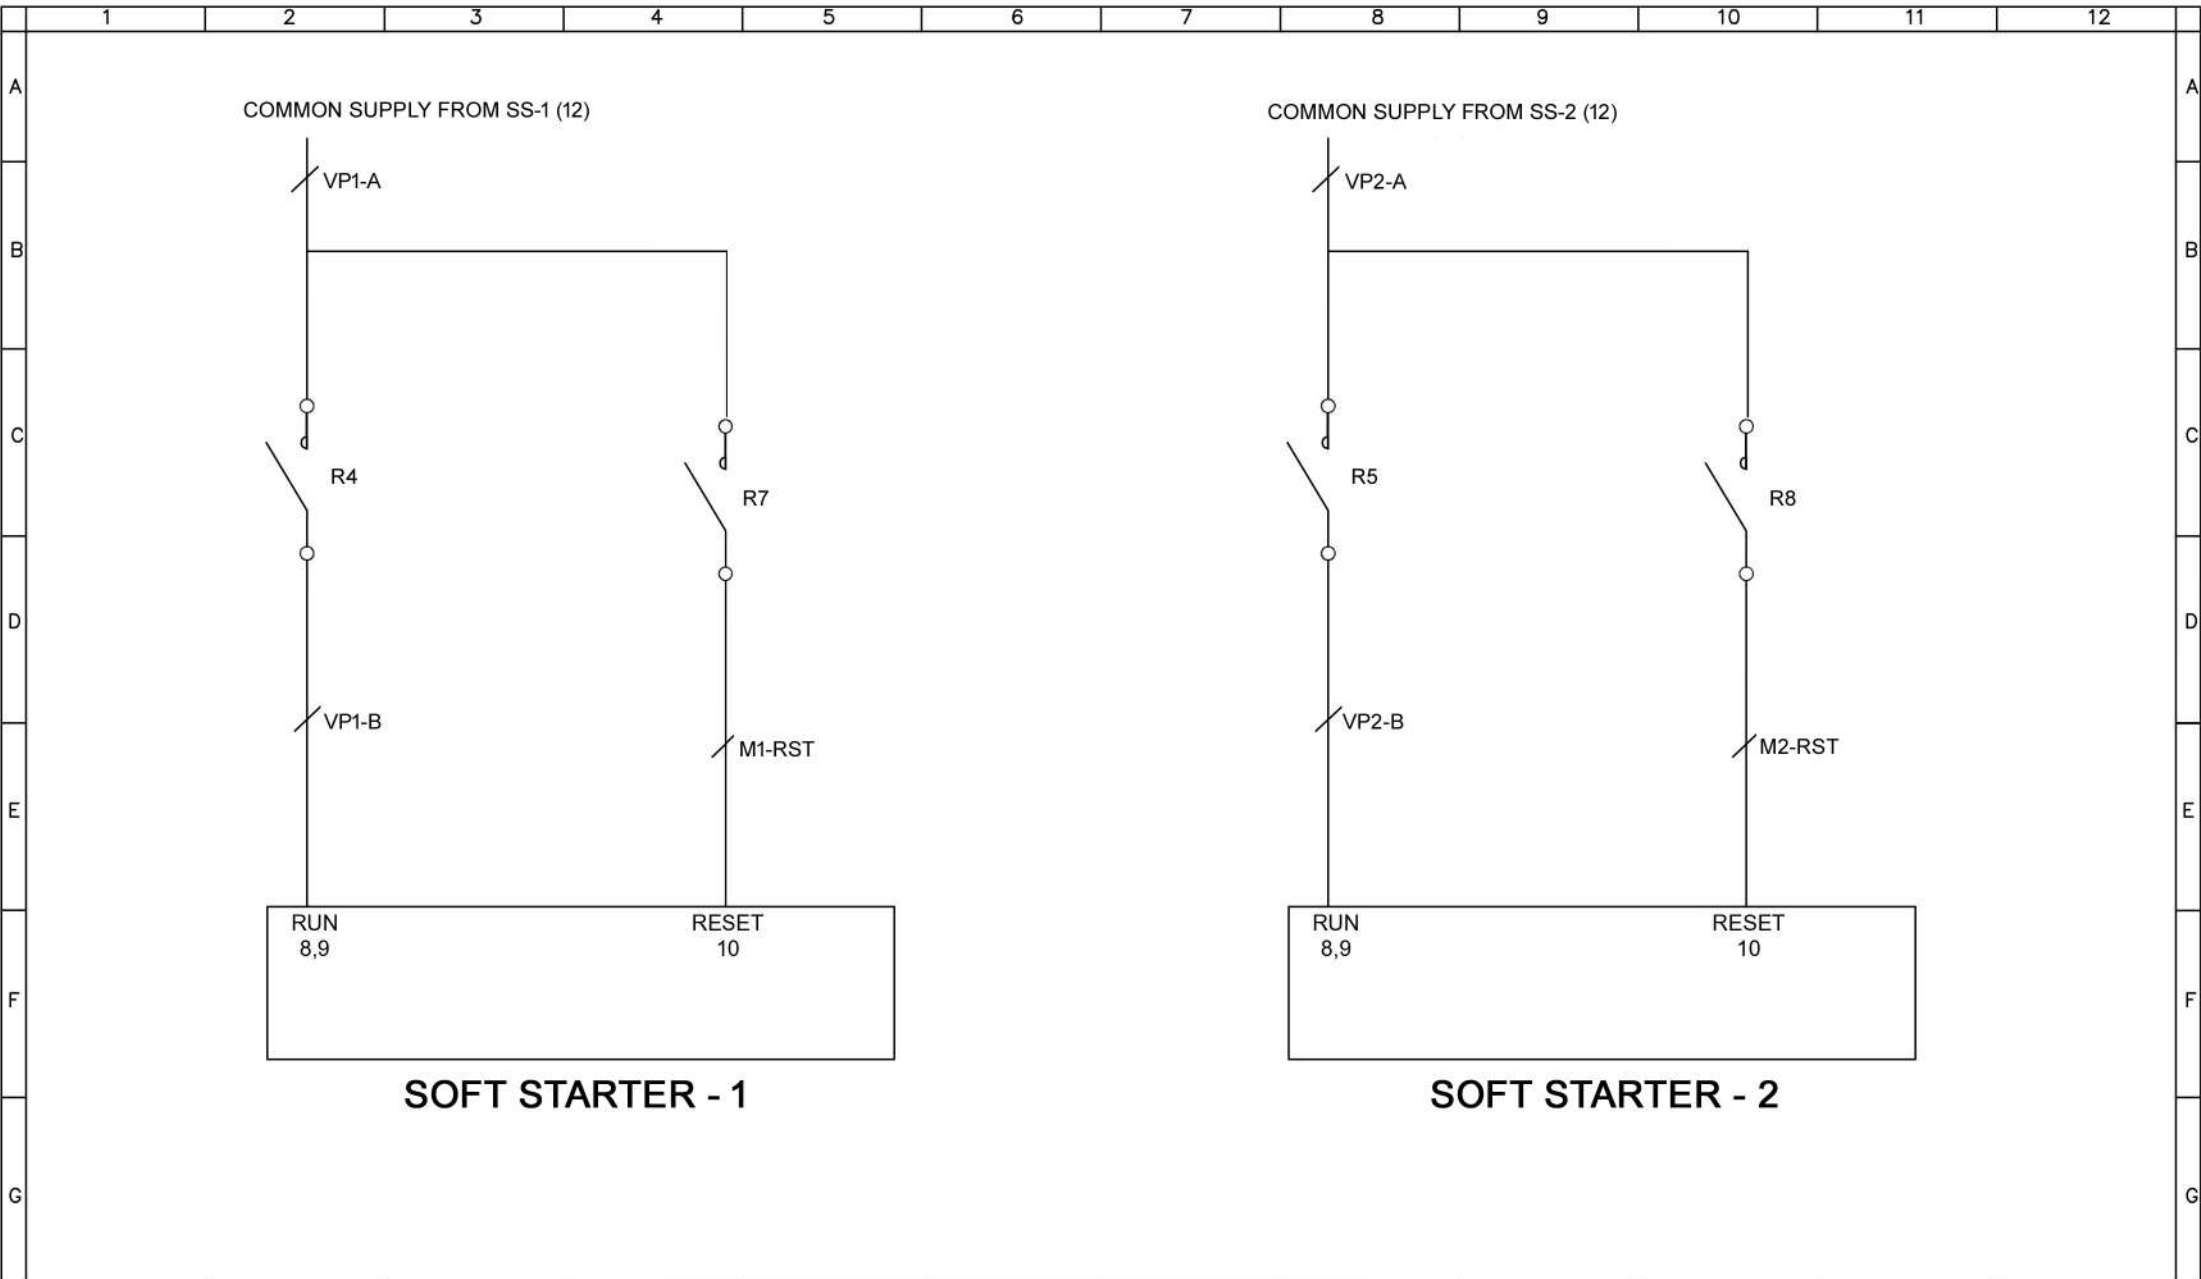 1 2 3 4 5 6 7 8 9 10 11 12
A A
COMMON SUPPLY FROM SS-1 (12)
COMMON SUPPLY FROM SS-2 (12)
VP1-A
VP2-A
B B
C C
R4
R5
R7
R8
D D
VP1-B
VP2-B
M1-RST
M2-RST
E E
RUN
8,9
RESET
10
RUN
8,9
RESET
10
F F
SOFT STARTER - 1
SOFT STARTER - 2
G G